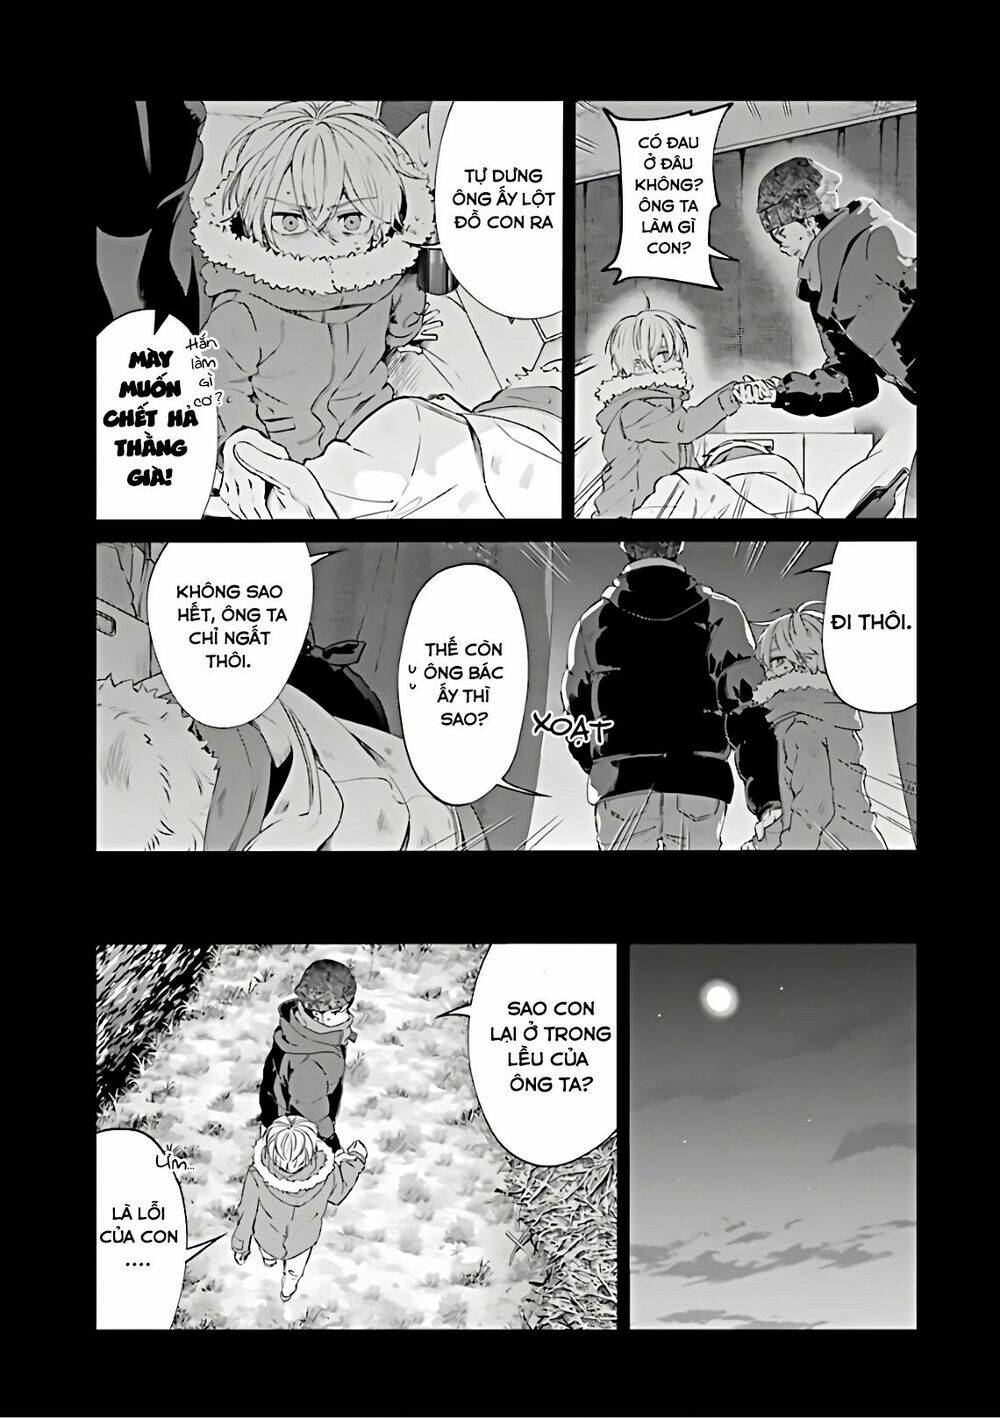 CÓ ĐAU
Ở ĐÂU
KHÔNG?
ÔNG TA
LÀM GÌ
CON?
TỰ DƯNG
ÔNG ẤY LỘT
ĐỒ CON RA
Hắn
làm
gì
cơ?
MÀY
MUỐN
CHẾT HẢ
THẰNG
GIÀ!
ĐI THÔI.
XOẠT
THẾ CÒN
ÔNG BÁC
ẤY THÌ
SAO?
KHÔNG SAO
HẾT, ÔNG TA
CHỈ NGẤT
THÔI.
SAO CON
LẠI Ở TRONG
LỀU CỦA
ÔNG TA?
Ừm...
LÀ LỖI
CỦA CON
....